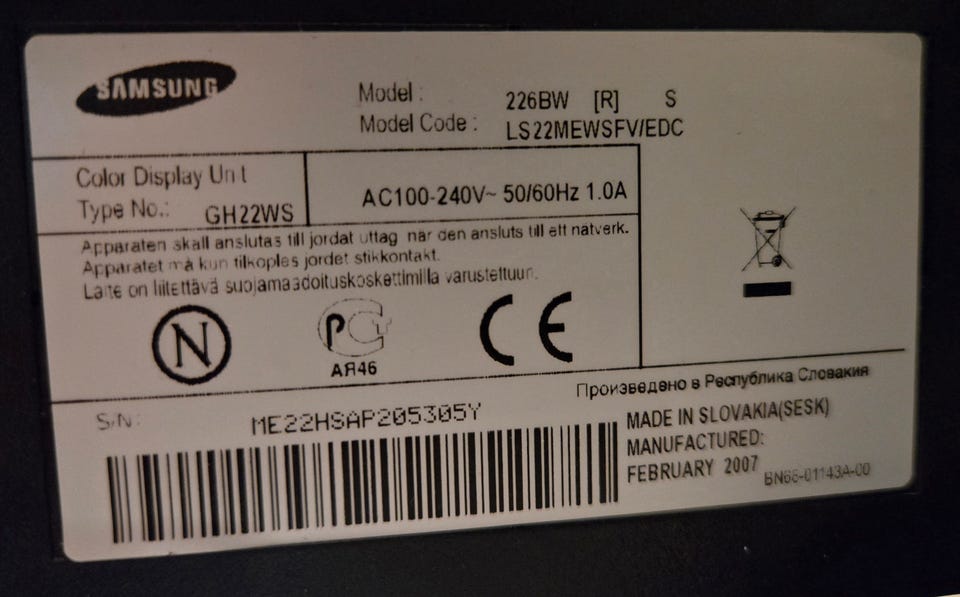 SAMSUNG
Model : 226BW [R] S
Model Code : LS22MEWSFV/EDC
Color Display Unit
Type No.: GH22WS
AC100-240V~ 50/60Hz 1.0A
Apparaten skall anslutas till jordat uttag när den ansluts till ett nätverk.
Apparatet må kun tilkoples jordet stikkontakt.
Laite on liitettävä suojamaadoituskoskettimilla varustettuun.
N
РСТ
АЯ46
CE
Произведено в Республика Словакия
S/N: ME22HSAP205305Y
MADE IN SLOVAKIA(SESK)
MANUFACTURED:
FEBRUARY 2007
BN68-01143A-00